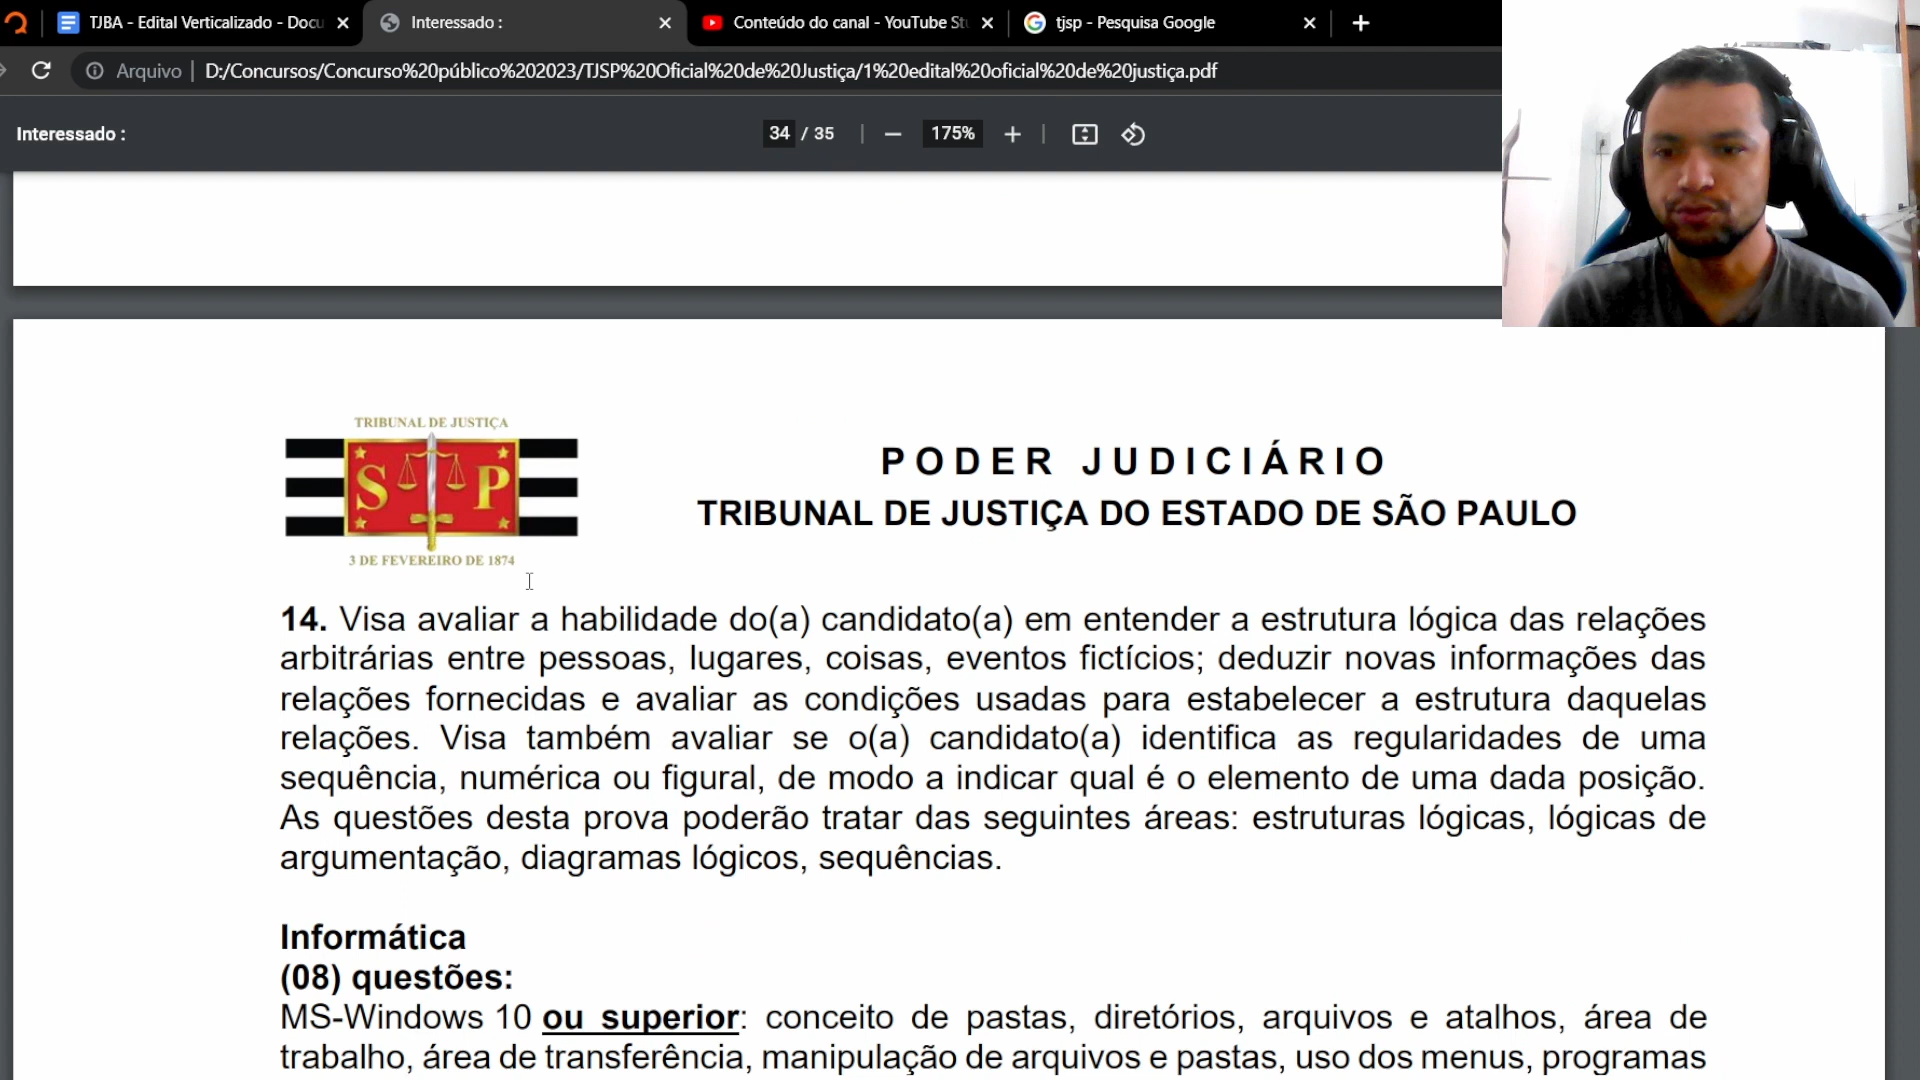 TJBA - Edital Verticalizado - Docu
Interessado :
Conteúdo do canal - YouTube St
tjsp - Pesquisa Google
Arquivo
D:/Concursos/Concurso%20público%202023/TJSP%20Oficial%20de%20Justiça/1%20edital%20oficial%20de%20justiça.pdf
Interessado :
34 / 35
175%
TRIBUNAL DE JUSTIÇA
S P
3 DE FEVEREIRO DE 1874
PODER JUDICIÁRIO
TRIBUNAL DE JUSTIÇA DO ESTADO DE SÃO PAULO
14. Visa avaliar a habilidade do(a) candidato(a) em entender a estrutura lógica das relações
arbitrárias entre pessoas, lugares, coisas, eventos fictícios; deduzir novas informações das
relações fornecidas e avaliar as condições usadas para estabelecer a estrutura daquelas
relações. Visa também avaliar se o(a) candidato(a) identifica as regularidades de uma
sequência, numérica ou figural, de modo a indicar qual é o elemento de uma dada posição.
As questões desta prova poderão tratar das seguintes áreas: estruturas lógicas, lógicas de
argumentação, diagramas lógicos, sequências.
Informática
(08) questões:
MS-Windows 10 ou superior: conceito de pastas, diretórios, arquivos e atalhos, área de
trabalho, área de transferência, manipulação de arquivos e pastas, uso dos menus, programas